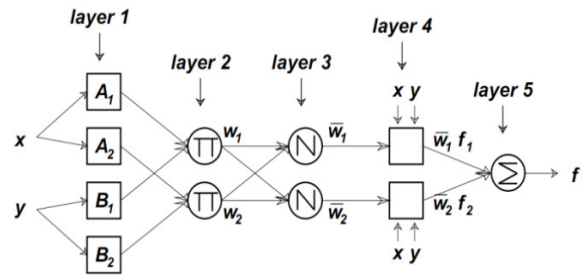 layer 1
layer 2
layer 3
layer 4
layer 5
x y
A₁
x
A₂
∏
w₁
N
w̅₁
w̅₁ f₁
∑
f
y
B₁
∏
w₂
N
w̅₂
w̅₂ f₂
B₂
x y